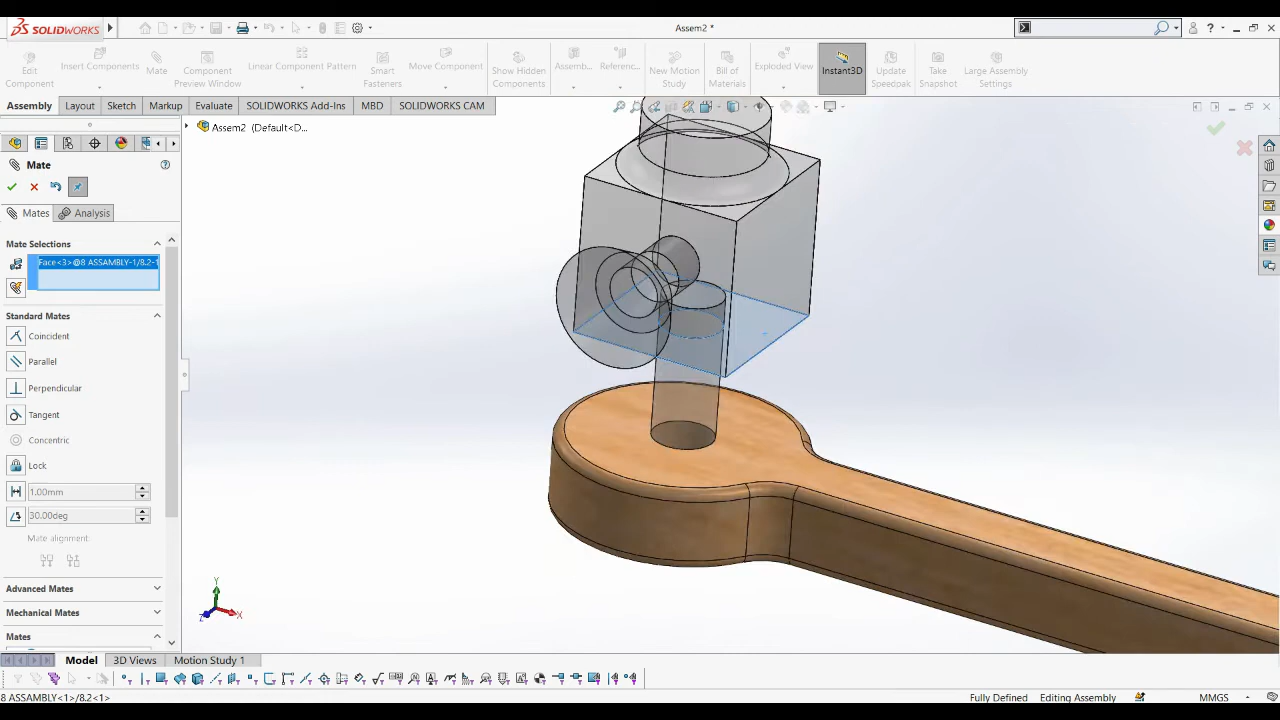 SOLIDWORKS
Assem2 *
?
Edit Component
Insert Components
Mate
Component Preview Window
Linear Component Pattern
Smart Fasteners
Move Component
Show Hidden Components
Assemb...
Referenc...
New Motion Study
Bill of Materials
Exploded View
Instant3D
Update Speedpak
Take Snapshot
Large Assembly Settings
Assembly
Layout
Sketch
Markup
Evaluate
SOLIDWORKS Add-Ins
MBD
SOLIDWORKS CAM
Assem2 (Default<D...
Mate
Mates
Analysis
Mate Selections
Face<3>@8 ASSEMBLY-1/8.2-1
Standard Mates
Coincident
Parallel
Perpendicular
Tangent
Concentric
Lock
1.00mm
30.00deg
Mate alignment:
Advanced Mates
Mechanical Mates
Mates
Y
X
Z
Model
3D Views
Motion Study 1
8 ASSAMBLY<1>/8.2<1>
Fully Defined
Editing Assembly
MMGS